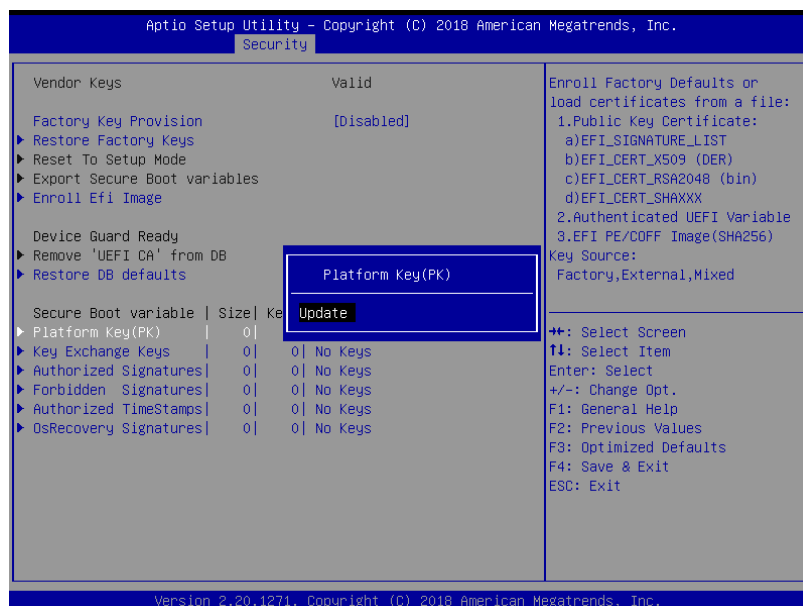 Aptio Setup Utility – Copyright (C) 2018 American Megatrends, Inc.
Security
Vendor Keys Valid
Factory Key Provision [Disabled]
Restore Factory Keys
Reset To Setup Mode
Export Secure Boot variables
Enroll Efi Image
Device Guard Ready
Remove 'UEFI CA' from DB
Restore DB defaults
Secure Boot variable | Size| Ke
Platform Key(PK) | 0|
Key Exchange Keys | 0| 0| No Keys
Authorized Signatures| 0| 0| No Keys
Forbidden Signatures| 0| 0| No Keys
Authorized TimeStamps| 0| 0| No Keys
OsRecovery Signatures| 0| 0| No Keys
Platform Key(PK)
Update
Enroll Factory Defaults or
load certificates from a file:
1.Public Key Certificate:
a)EFI_SIGNATURE_LIST
b)EFI_CERT_X509 (DER)
c)EFI_CERT_RSA2048 (bin)
d)EFI_CERT_SHAXXX
2.Authenticated UEFI Variable
3.EFI PE/COFF Image(SHA256)
Key Source:
Factory,External,Mixed
→←: Select Screen
↑↓: Select Item
Enter: Select
+/-: Change Opt.
F1: General Help
F2: Previous Values
F3: Optimized Defaults
F4: Save & Exit
ESC: Exit
Version 2.20.1271. Copyright (C) 2018 American Megatrends, Inc.